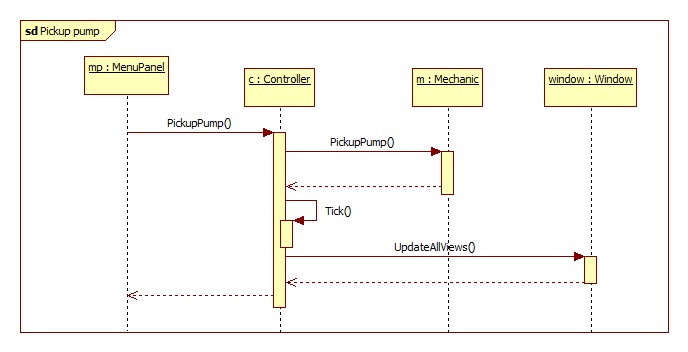 sd Pickup pump
mp : MenuPanel
c : Controller
m : Mechanic
window : Window
PickupPump()
PickupPump()
Tick()
UpdateAllViews()